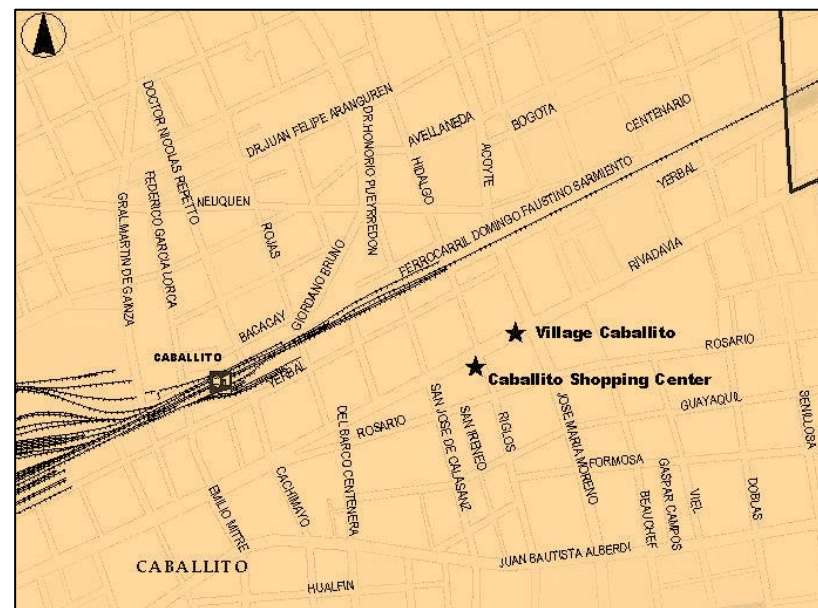 DOCTOR NICOLAS REPETTO
DR.JUAN FELIPE ARANGUREN
DR.HONORIO PUEYRREDON
AVELLANEDA
BOGOTA
CENTENARIO
ACOYTE
HIDALGO
FEDERICO GARCIA LORCA
GRAL.MARTIN DE GAINZA
NEUQUEN
ROJAS
YERBAL
FERROCARRIL DOMINGO FAUSTINO SARMIENTO
RIVADAVIA
GIORDANO BRUNO
BACACAY
CABALLITO
YERBAL
Village Caballito
ROSARIO
Caballito Shopping Center
GUAYAQUIL
SENILLOSA
ROSARIO
SAN JOSE DE CALASANZ
SAN IRENEO
RIGLOS
JOSE MARIA MORENO
DEL BARCO CENTENERA
CACHIMAYO
EMILIO MITRE
FORMOSA
BEAUCHEF
GASPAR CAMPOS
VIEL
DOBLAS
JUAN BAUTISTA ALBERDI
CABALLITO
HUALFIN